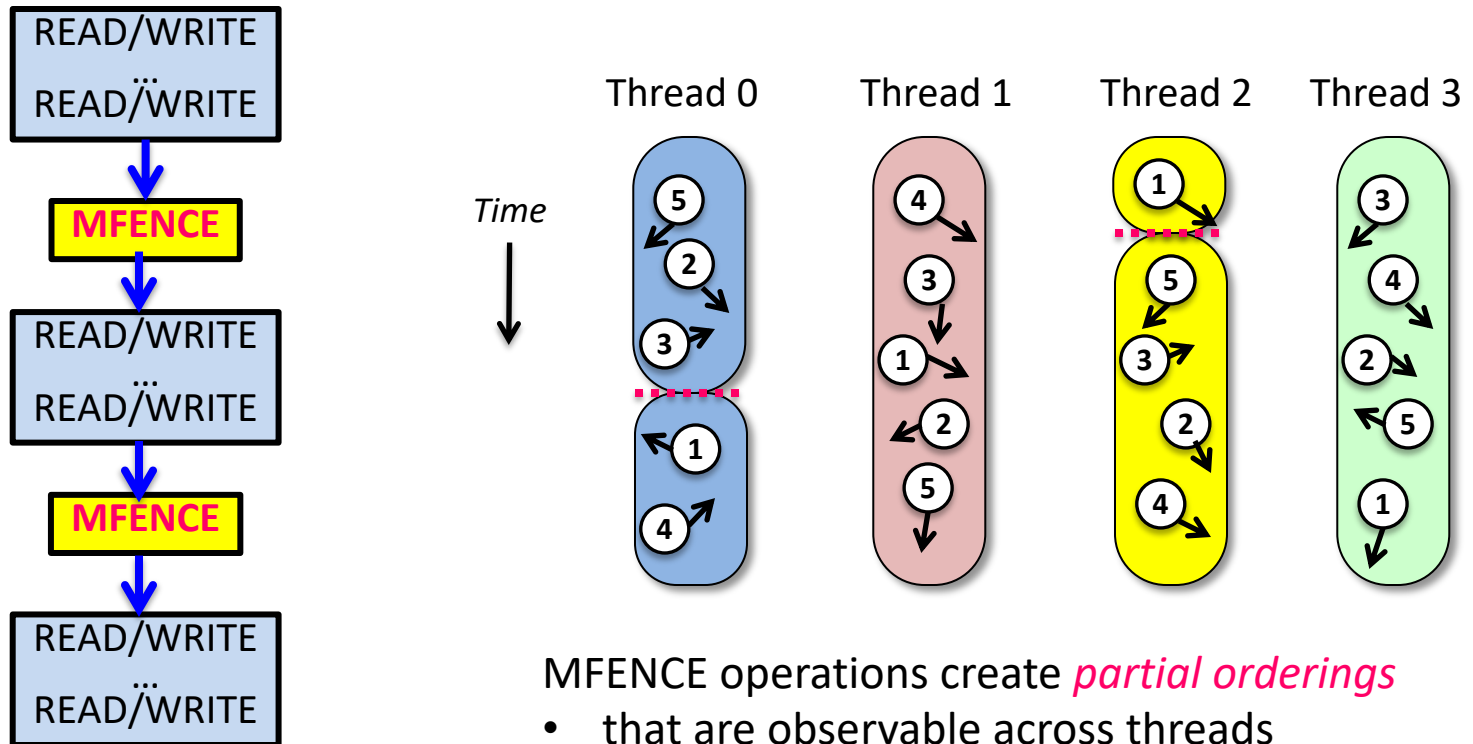 READ/WRITE
...
READ/WRITE
MFENCE
READ/WRITE
...
READ/WRITE
MFENCE
READ/WRITE
...
READ/WRITE
Time
Thread 0
5
2
3
1
4
Thread 1
4
3
1
2
5
Thread 2
1
5
3
2
4
Thread 3
3
4
2
5
1
MFENCE operations create partial orderings
• that are observable across threads